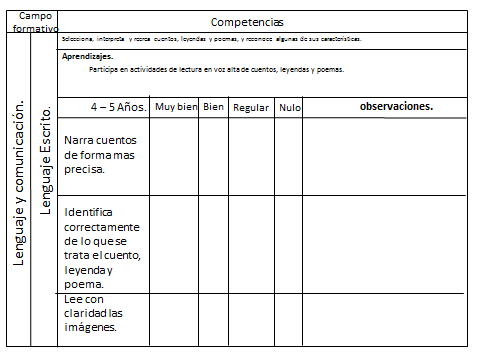 Campo
formativo
Competencias
Selecciona, interpreta y recrea cuentos, leyendas y poemas, y reconoce algunas de sus características.
Aprendizajes.
Participa en actividades de lectura en voz alta de cuentos, leyendas y poemas.
Lenguaje y comunicación.
Lenguaje Escrito.
4 – 5 Años. Muy bien Bien Regular Nulo observaciones.
Narra cuentos
de forma mas
precisa.
Identifica
correctamente
de lo que se
trata el cuento,
leyenda y
poema.
Lee con
claridad las
imágenes.